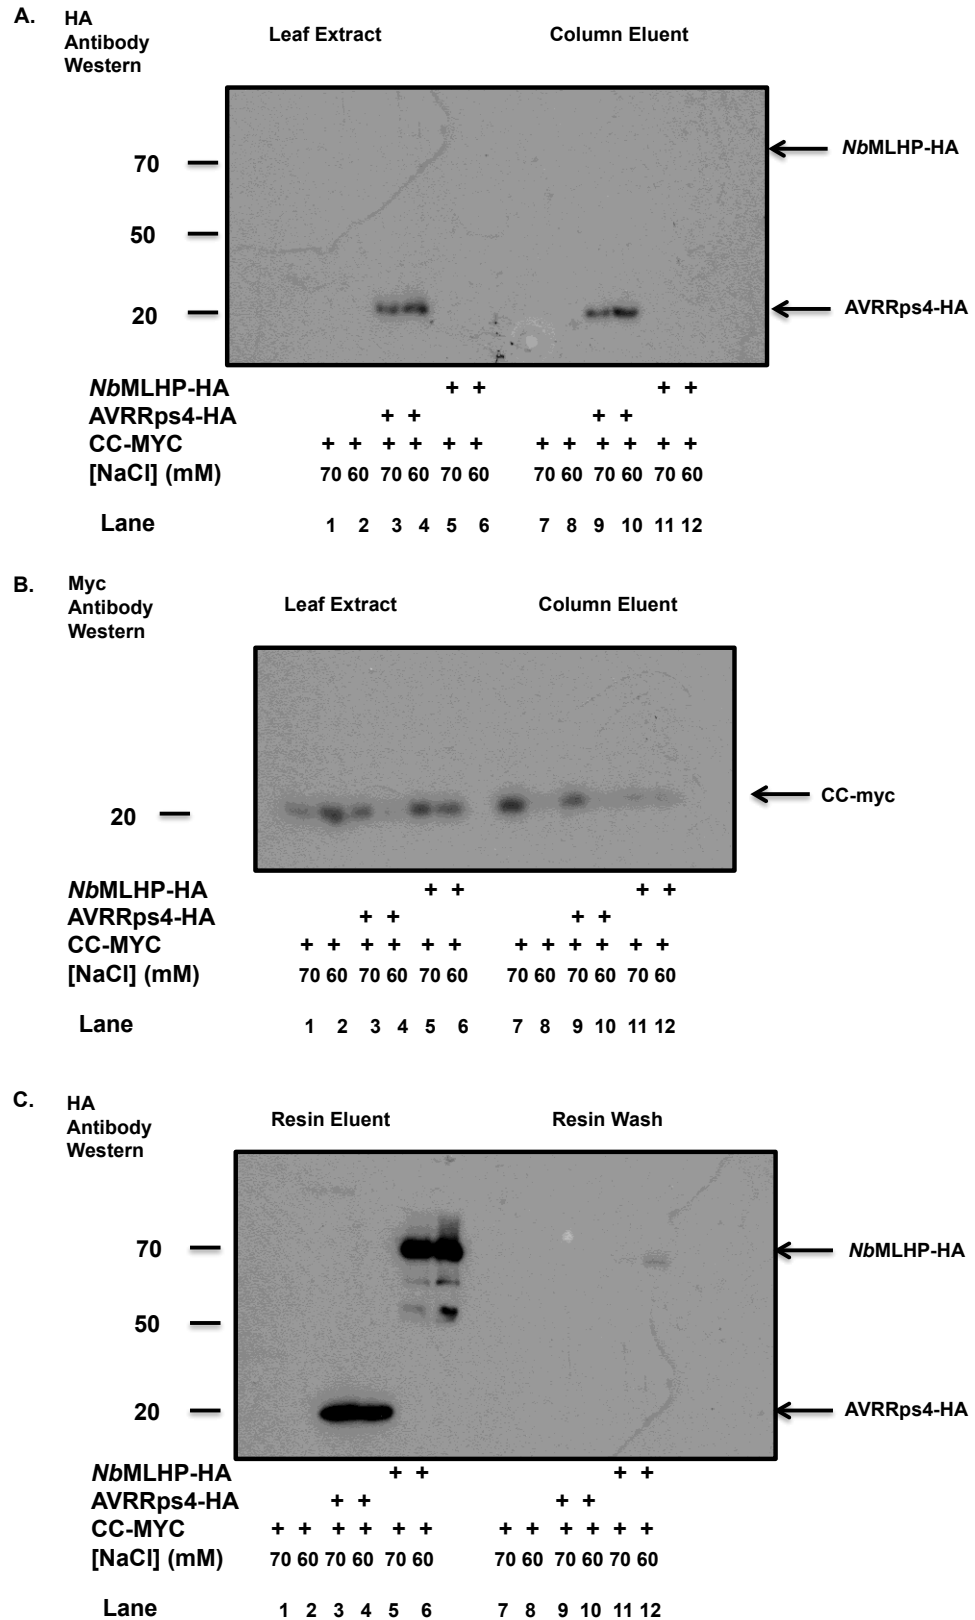 A. HA Antibody Western
Leaf Extract
Column Eluent
70
50
20
NbMLHP-HA
AVRRps4-HA
NbMLHP-HA + + + +
AVRRps4-HA + + + +
CC-MYC + + + + + + + + + + + +
[NaCl] (mM) 70 60 70 60 70 60 70 60 70 60 70 60
Lane 1 2 3 4 5 6 7 8 9 10 11 12
B. Myc Antibody Western
Leaf Extract
Column Eluent
20
CC-myc
NbMLHP-HA + + + +
AVRRps4-HA + + + +
CC-MYC + + + + + + + + + + + +
[NaCl] (mM) 70 60 70 60 70 60 70 60 70 60 70 60
Lane 1 2 3 4 5 6 7 8 9 10 11 12
C. HA Antibody Western
Resin Eluent
Resin Wash
70
50
20
NbMLHP-HA
AVRRps4-HA
NbMLHP-HA + + + +
AVRRps4-HA + + + +
CC-MYC + + + + + + + + + + + +
[NaCl] (mM) 70 60 70 60 70 60 70 60 70 60 70 60
Lane 1 2 3 4 5 6 7 8 9 10 11 12